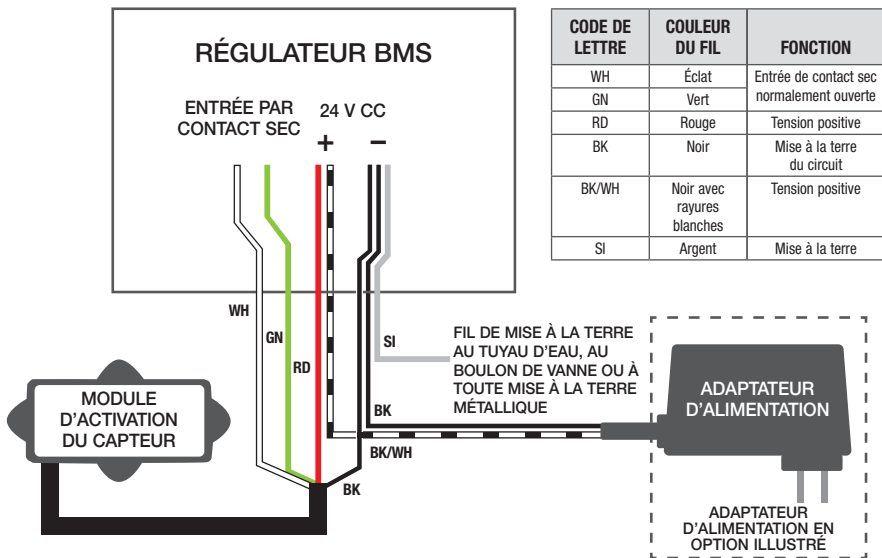 RÉGULATEUR BMS
ENTRÉE PAR
CONTACT SEC
24 V CC
+
–
WH
GN
RD
SI
BK
BK/WH
BK
FIL DE MISE À LA TERRE
AU TUYAU D'EAU, AU
BOULON DE VANNE OU À
TOUTE MISE À LA TERRE
MÉTALLIQUE
MODULE
D'ACTIVATION
DU CAPTEUR
ADAPTATEUR
D'ALIMENTATION
ADAPTATEUR
D'ALIMENTATION EN
OPTION ILLUSTRÉ
CODE DE
LETTRE
COULEUR
DU FIL
FONCTION
WH
Éclat
Entrée de contact sec
normalement ouverte
GN
Vert
RD
Rouge
Tension positive
BK
Noir
Mise à la terre
du circuit
BK/WH
Noir avec
rayures
blanches
Tension positive
SI
Argent
Mise à la terre